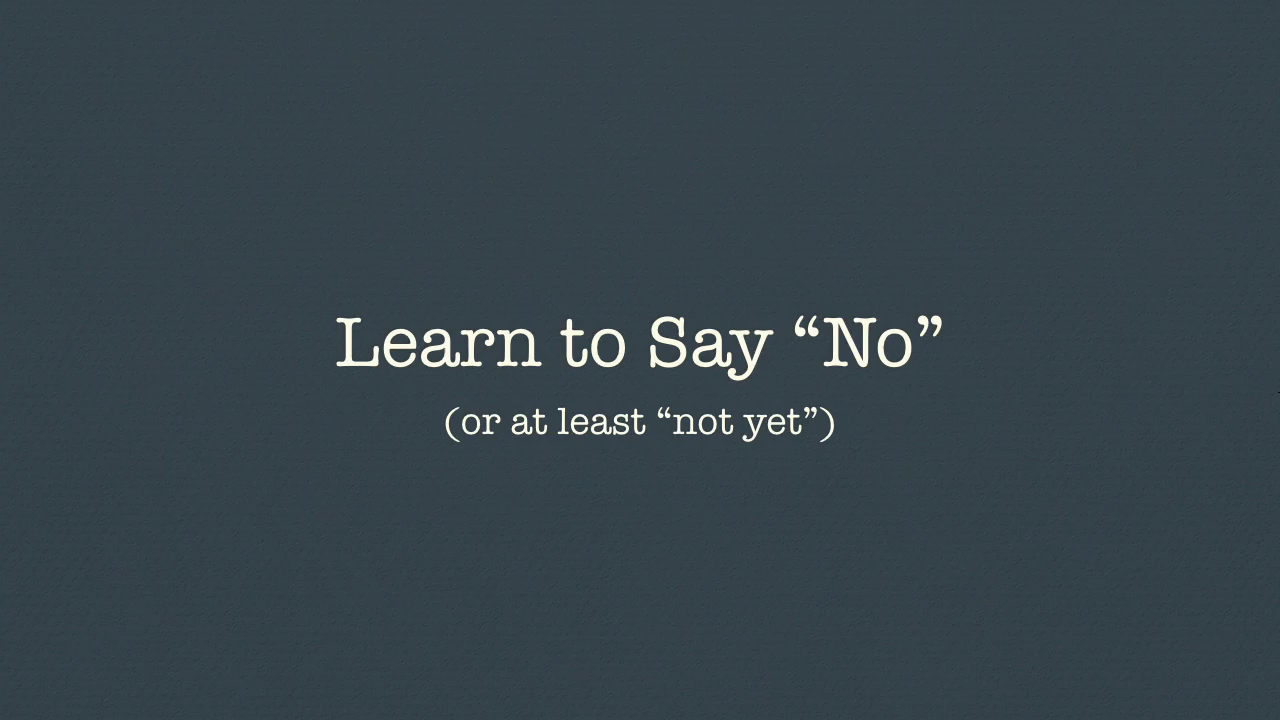 Learn to Say “No”
(or at least “not yet”)